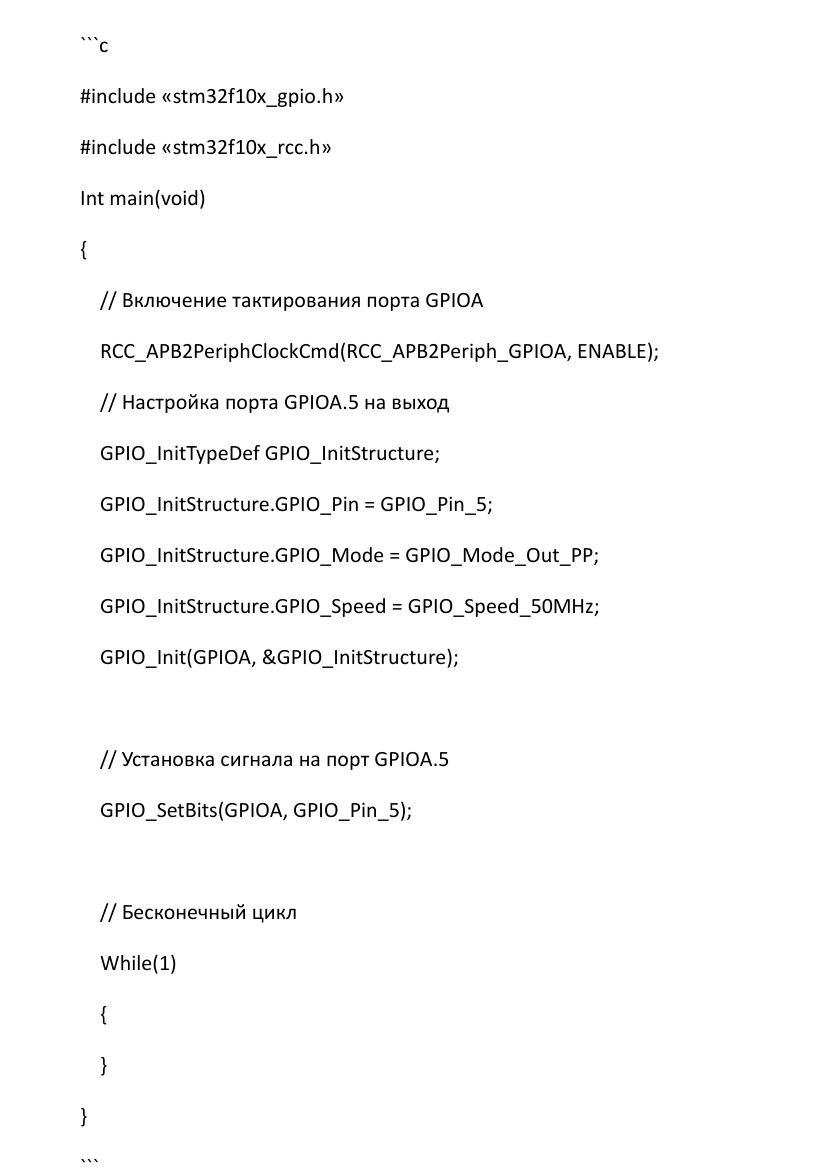 ```c
#include «stm32f10x_gpio.h»
#include «stm32f10x_rcc.h»
Int main(void)
{
// Включение тактирования порта GPIOA
RCC_APB2PeriphClockCmd(RCC_APB2Periph_GPIOA, ENABLE);
// Настройка порта GPIOA.5 на выход
GPIO_InitTypeDef GPIO_InitStructure;
GPIO_InitStructure.GPIO_Pin = GPIO_Pin_5;
GPIO_InitStructure.GPIO_Mode = GPIO_Mode_Out_PP;
GPIO_InitStructure.GPIO_Speed = GPIO_Speed_50MHz;
GPIO_Init(GPIOA, &GPIO_InitStructure);
// Установка сигнала на порт GPIOA.5
GPIO_SetBits(GPIOA, GPIO_Pin_5);
// Бесконечный цикл
While(1)
{
}
}
```